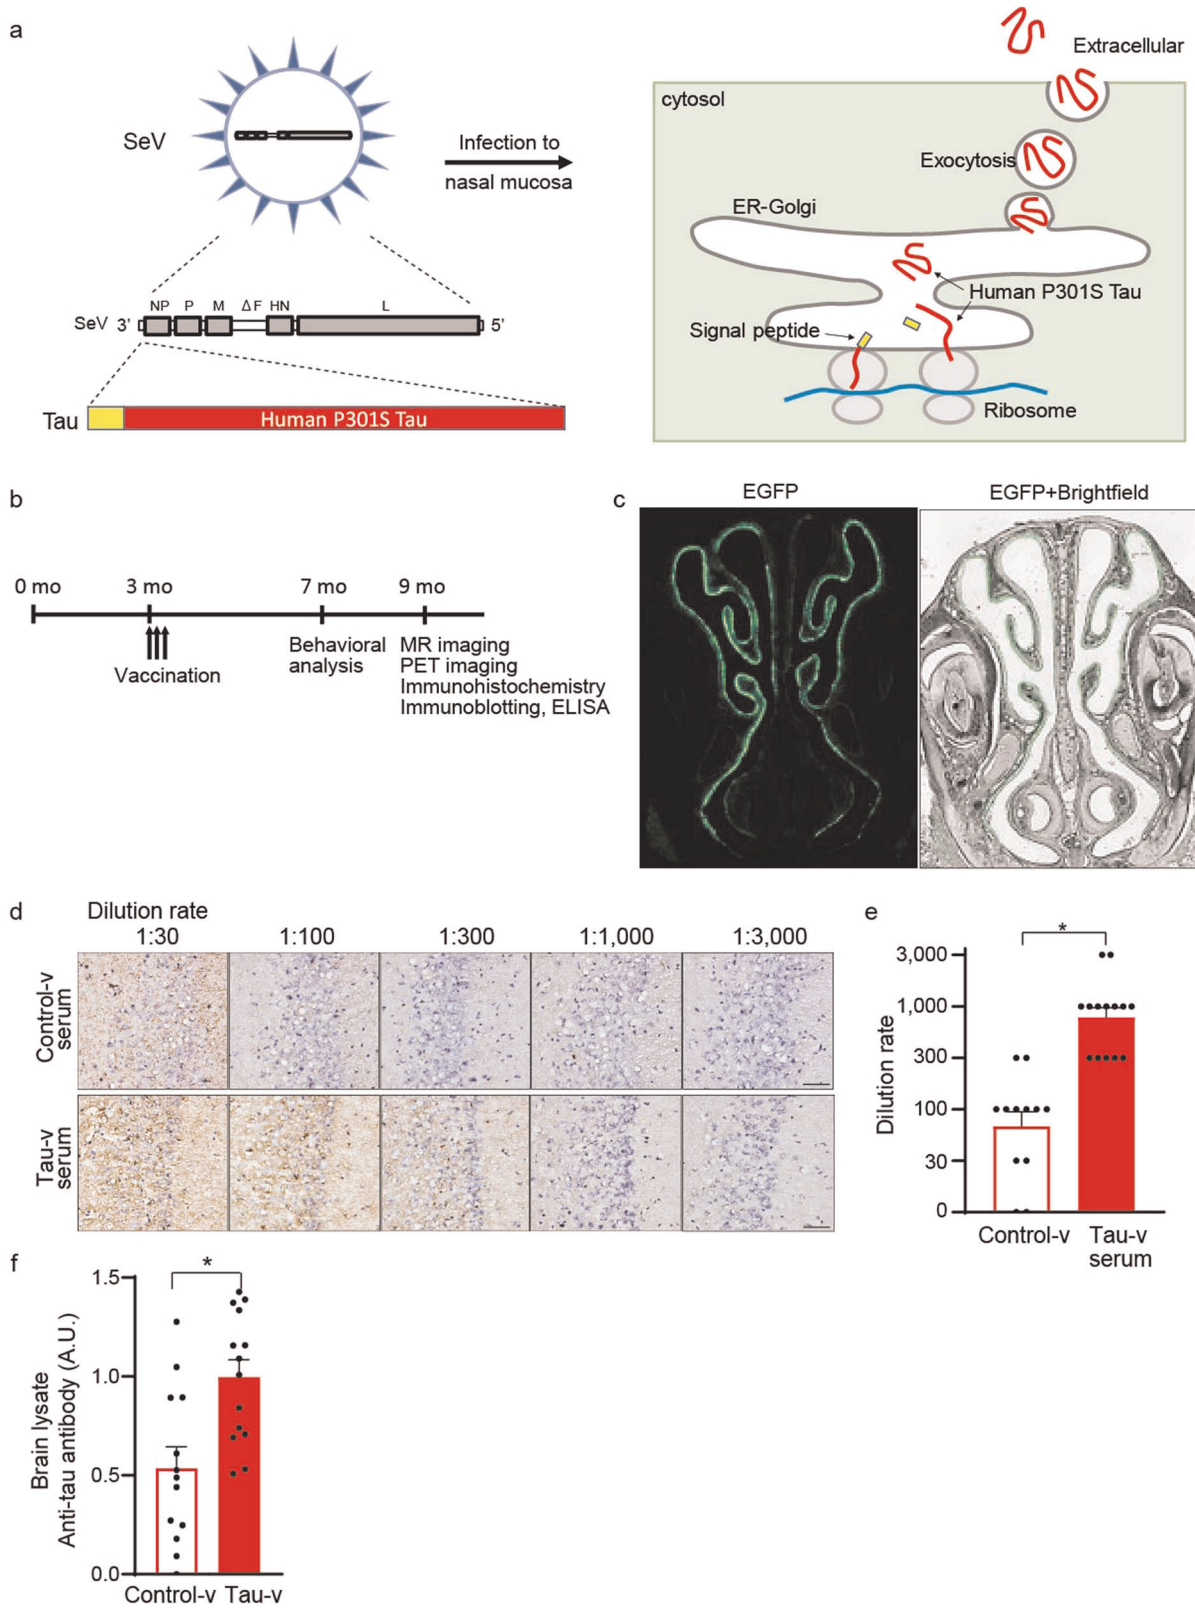 a
SeV
Infection to
nasal mucosa
Extracellular
cytosol
Exocytosis
ER-Golgi
Human P301S Tau
Signal peptide
Ribosome
NP P M Δ F HN L
SeV 3' 5'
Tau Human P301S Tau
b
0 mo 3 mo 7 mo 9 mo
Vaccination
Behavioral
analysis
MR imaging
PET imaging
Immunohistochemistry
Immunoblotting, ELISA
c
EGFP EGFP+Brightfield
d
Dilution rate
1:30 1:100 1:300 1:1,000 1:3,000
Control-v
serum
Tau-v
serum
e
*
Dilution rate
3,000
1,000
300
100
30
0
Control-v Tau-v
serum
f
*
Brain lysate
Anti-tau antibody (A.U.)
1.5
1.0
0.5
0.0
Control-v Tau-v